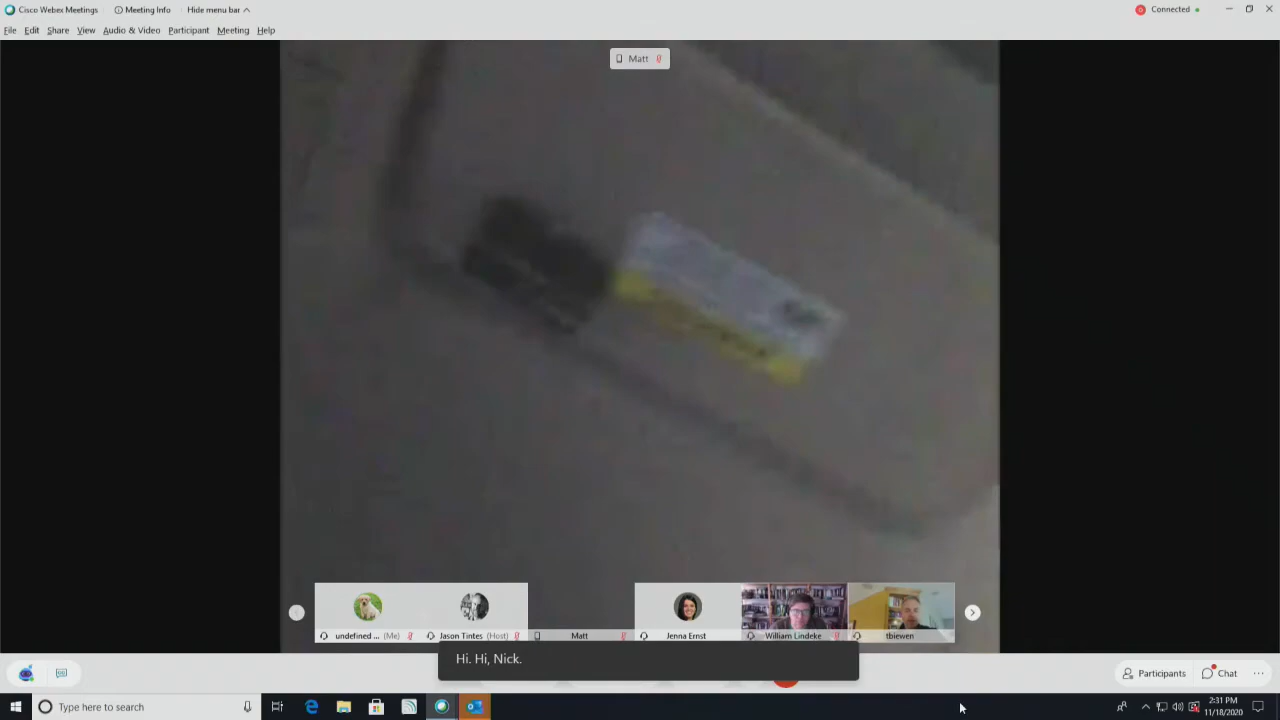 Cisco Webex Meetings
Meeting Info
Hide menu bar
Connected
File Edit Share View Audio & Video Participant Meeting Help
Matt
undefined ... (Me)
Jason Tintes (Host)
Matt
Jenna Ernst
William Lindeke
tbiewen
Hi. Hi, Nick.
Participants
Chat
Type here to search
2:31 PM
11/18/2020